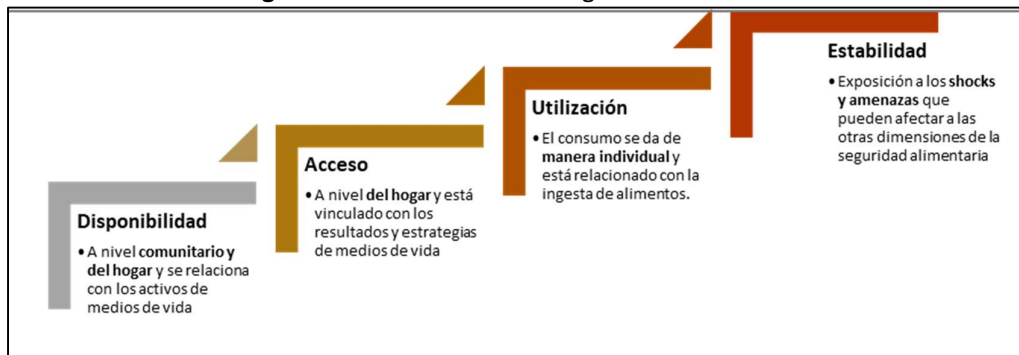 Disponibilidad
•A nivel comunitario y
del hogar y se relaciona
con los activos de
medios de vida
Acceso
•A nivel del hogar y está
vinculado con los
resultados y estrategias
de medios de vida
Utilización
•El consumo se da de
manera individual y
está relacionado con la
ingesta de alimentos.
Estabilidad
•Exposición a los shocks
y amenazas que
pueden afectar a las
otras dimensiones de la
seguridad alimentaria